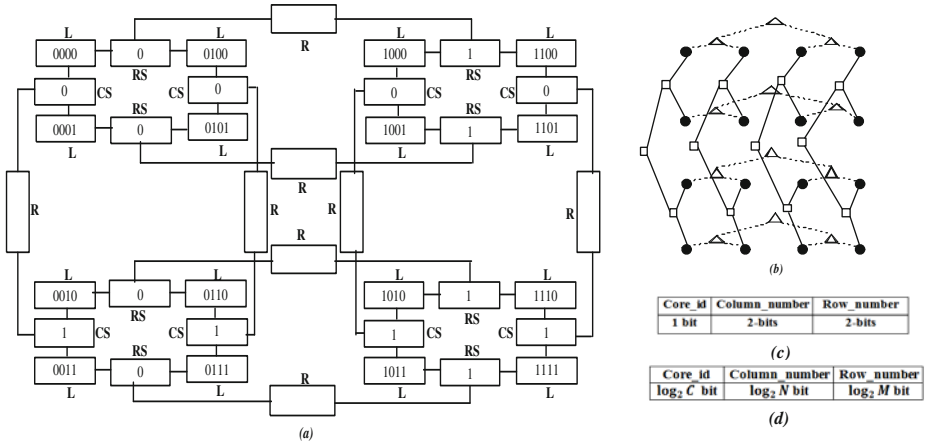 R
L L L L
0000 0 0100 1000 1 1100
RS RS
0 CS 0 0 CS 0
CS CS
RS RS
0001 0 0101 1001 1 1101
L L L L
R
R R R R
R
L L L L
0010 0 0110 1010 1 1110
RS RS
1 CS 1 CS 1 CS 1 CS
RS RS
0011 0 0111 1011 1 1111
L L L L
R
(a)
(b)
Core_id Column_number Row_number
1 bit 2-bits 2-bits
(c)
Core_id Column_number Row_number
log₂ C bit log₂ N bit log₂ M bit
(d)